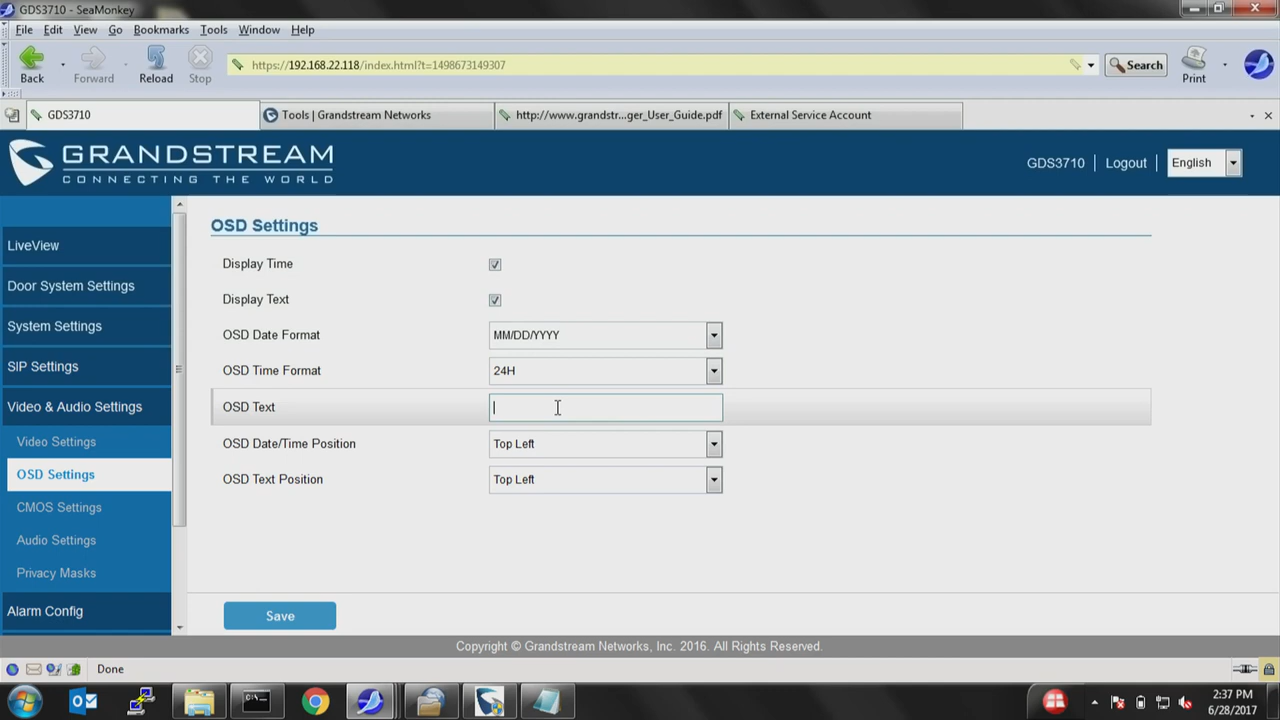 GDS3710 - SeaMonkey
File Edit View Go Bookmarks Tools Window Help
Back Forward Reload Stop https://192.168.22.118/index.html?t=1498673149307 Search Print
GDS3710 Tools | Grandstream Networks http://www.grandstr...ger_User_Guide.pdf External Service Account
GRANDSTREAM
CONNECTING THE WORLD
GDS3710 Logout English
LiveView
Door System Settings
System Settings
SIP Settings
Video & Audio Settings
Video Settings
OSD Settings
CMOS Settings
Audio Settings
Privacy Masks
Alarm Config
OSD Settings
Display Time
Display Text
OSD Date Format MM/DD/YYYY
OSD Time Format 24H
OSD Text
OSD Date/Time Position Top Left
OSD Text Position Top Left
Save
Copyright © Grandstream Networks, Inc. 2016. All Rights Reserved.
Done
2:37 PM
6/28/2017